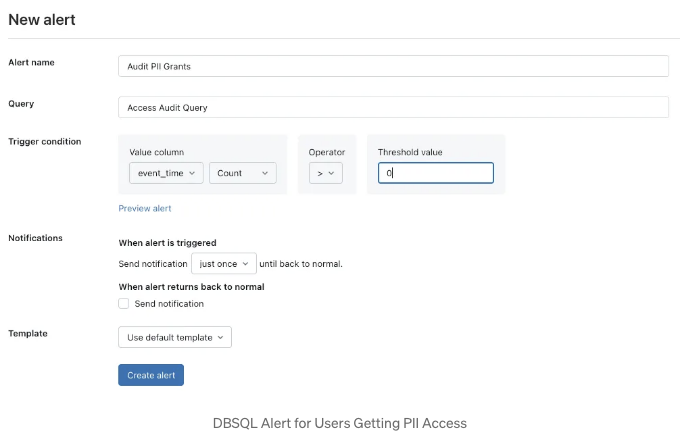 New alert
Alert name
Audit PII Grants
Query
Access Audit Query
Trigger condition
Value column
Operator
Threshold value
event_time
Count
>
0
Preview alert
Notifications
When alert is triggered
Send notification just once until back to normal.
When alert returns back to normal
Send notification
Template
Use default template
Create alert
DBSQL Alert for Users Getting PII Access